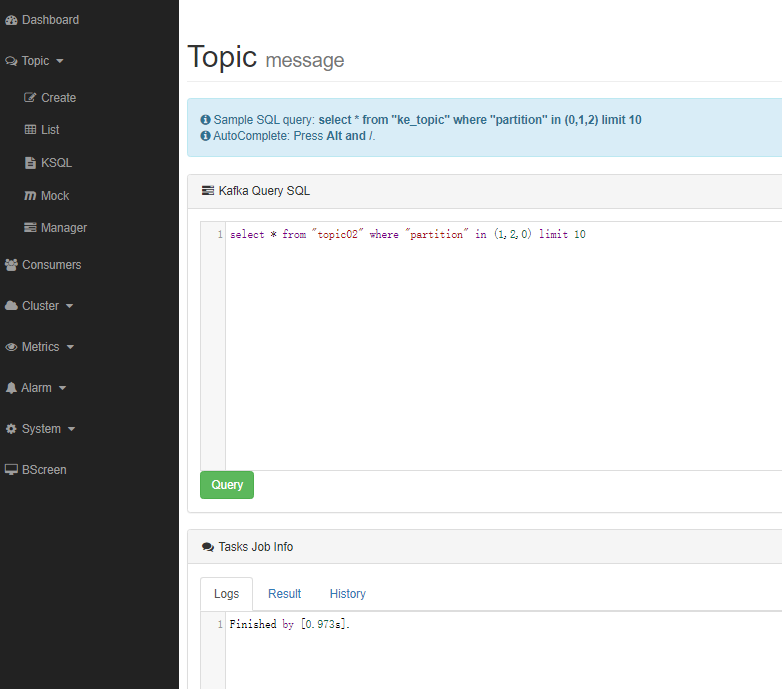 Dashboard
Topic
Create
List
KSQL
m Mock
Manager
Consumers
Cluster
Metrics
Alarm
System
BScreen
Topic message
Sample SQL query: select * from "ke_topic" where "partition" in (0,1,2) limit 10
AutoComplete: Press Alt and /.
Kafka Query SQL
1 select * from "topic02" where "partition" in (1,2,0) limit 10
Query
Tasks Job Info
Logs Result History
1 Finished by [0.973s].